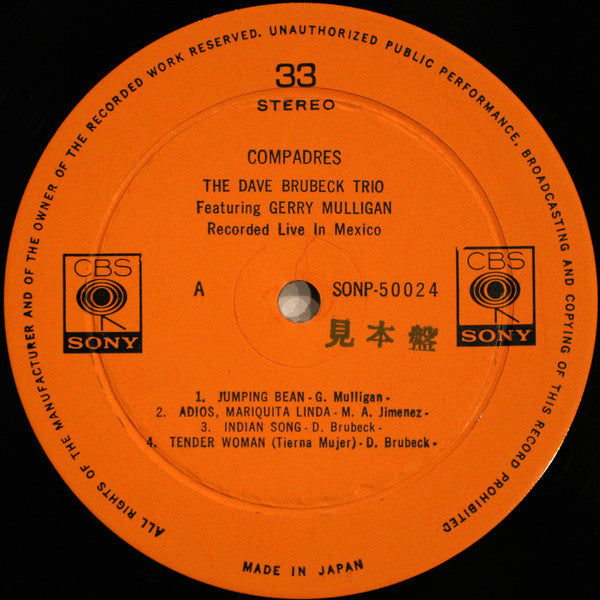 ALL RIGHTS OF THE MANUFACTURER AND OF THE OWNER OF THE RECORDED WORK RESERVED. UNAUTHORIZED PUBLIC PERFORMANCE, BROADCASTING AND COPYING OF THIS RECORD PROHIBITED
33
STEREO
COMPADRES
THE DAVE BRUBECK TRIO
Featuring GERRY MULLIGAN
Recorded Live In Mexico
CBS
SONY
A
SONP-50024
CBS
SONY
見本盤
1. JUMPING BEAN - G. Mulligan -
2. ADIOS, MARIQUITA LINDA - M. A. Jimenez -
3. INDIAN SONG - D. Brubeck -
4. TENDER WOMAN (Tierna Mujer) - D. Brubeck -
MADE IN JAPAN